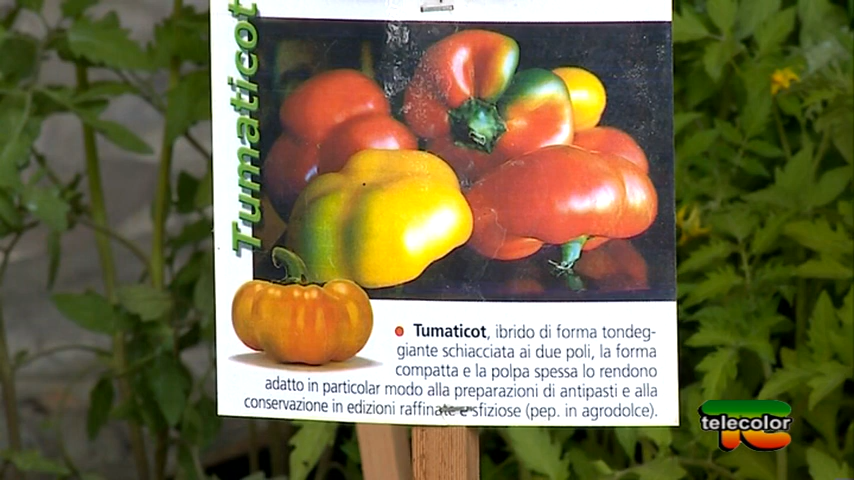 Tumaticot
Tumaticot, ibrido di forma tondeg-
giante schiacciata ai due poli, la forma
compatta e la polpa spessa lo rendono
adatto in particolar modo alla preparazioni di antipasti e alla
conservazione in edizioni raffinate e sfiziose (pep. in agrodolce).
telecolor